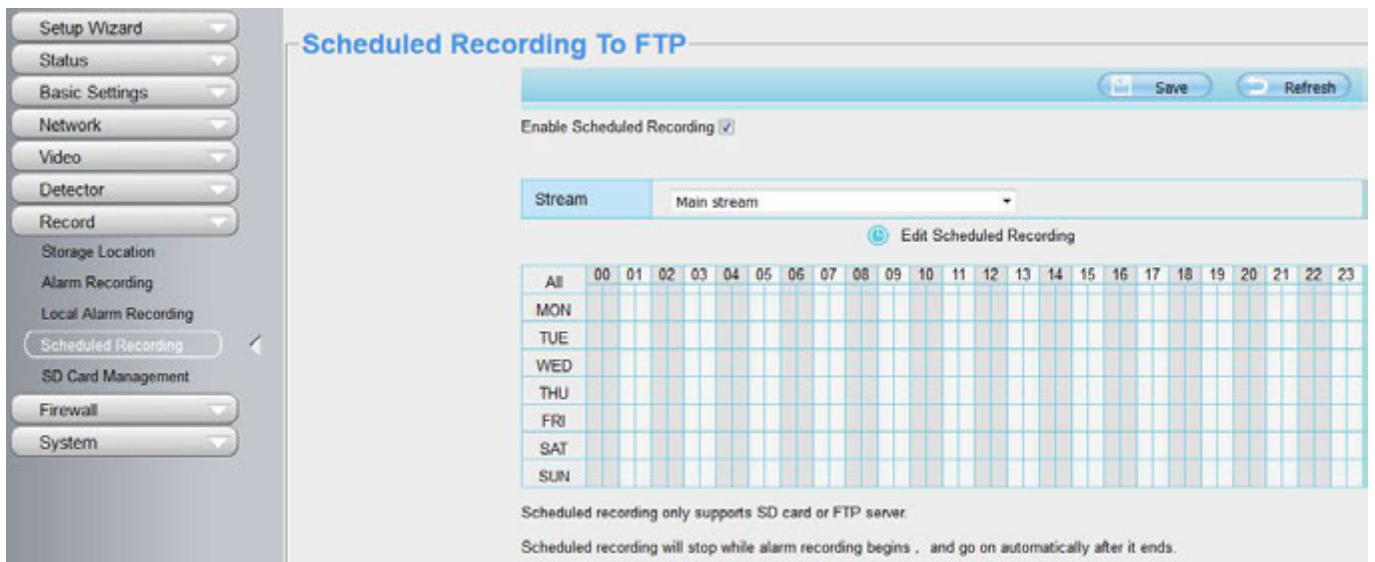 Setup Wizard
Status
Basic Settings
Network
Video
Detector
Record
Storage Location
Alarm Recording
Local Alarm Recording
Scheduled Recording
SD Card Management
Firewall
System
Scheduled Recording To FTP
Save Refresh
Enable Scheduled Recording
Stream Main stream
Edit Scheduled Recording
All 00 01 02 03 04 05 06 07 08 09 10 11 12 13 14 15 16 17 18 19 20 21 22 23
MON
TUE
WED
THU
FRI
SAT
SUN
Scheduled recording only supports SD card or FTP server.
Scheduled recording will stop while alarm recording begins , and go on automatically after it ends.